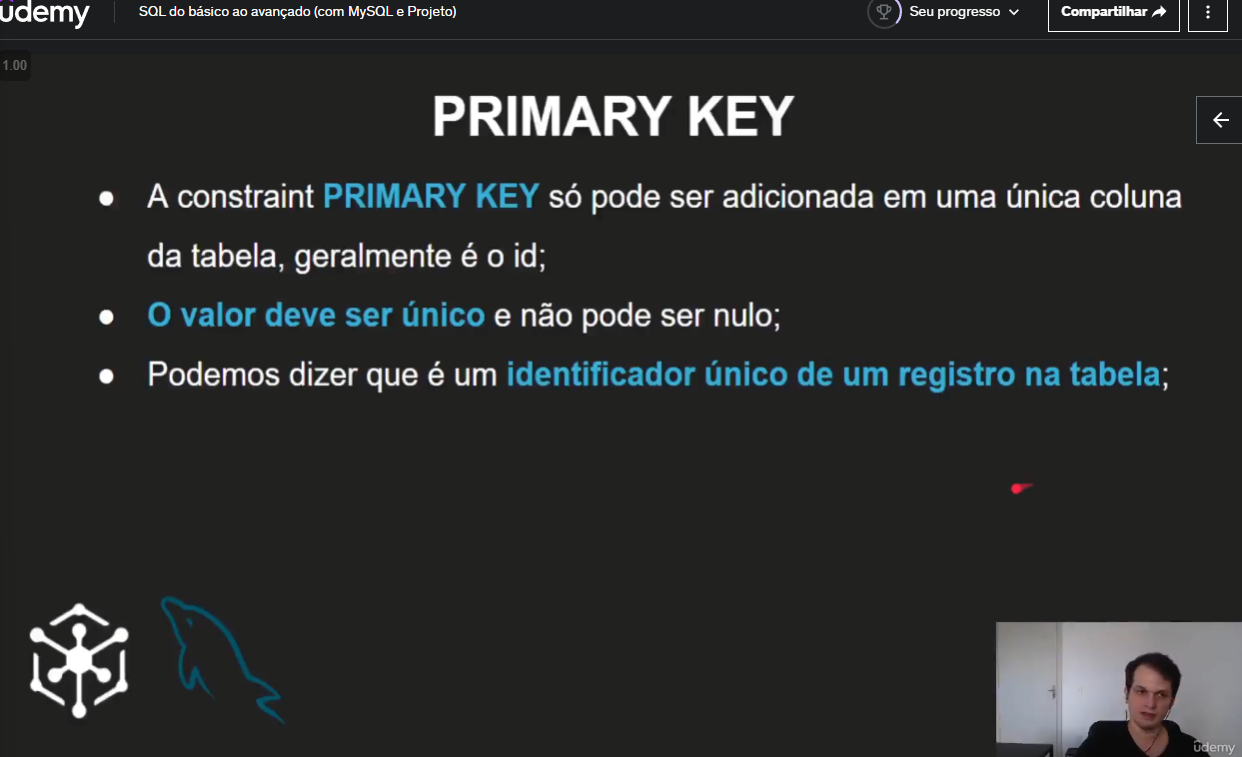 udemy
SQL do básico ao avançado (com MySQL e Projeto)
Seu progresso
Compartilhar
1.00
PRIMARY KEY
A constraint PRIMARY KEY só pode ser adicionada em uma única coluna
da tabela, geralmente é o id;
O valor deve ser único e não pode ser nulo;
Podemos dizer que é um identificador único de um registro na tabela;
udemy